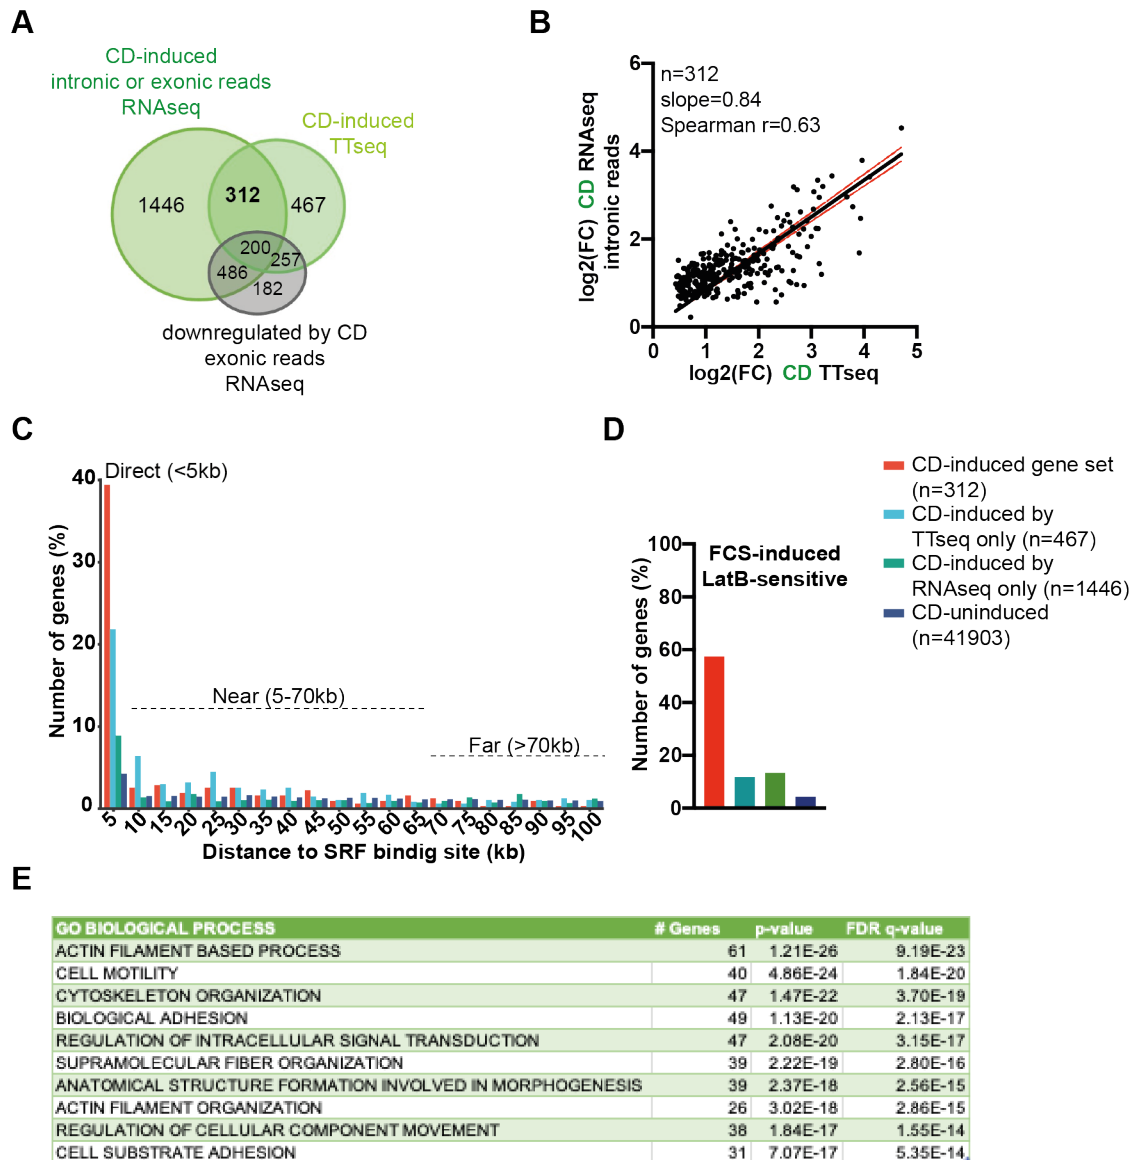 A
CD-induced
intronic or exonic reads
RNAseq
CD-induced
TTseq
1446
312
467
200
257
486
182
downregulated by CD
exonic reads
RNAseq
B
n=312
slope=0.84
Spearman r=0.63
log2(FC) CD RNAseq
intronic reads
6
4
2
0
0 1 2 3 4 5
log2(FC) CD TTseq
C
Direct (<5kb)
Number of genes (%)
40
30
20
10
0
Near (5-70kb)
Far (>70kb)
5 10 15 20 25 30 35 40 45 50 55 60 65 70 75 80 85 90 95 100
Distance to SRF bindig site (kb)
D
FCS-induced
LatB-sensitive
Number of genes (%)
100
80
60
40
20
0
CD-induced gene set
(n=312)
CD-induced by
TTseq only (n=467)
CD-induced by
RNAseq only (n=1446)
CD-uninduced
(n=41903)
E
GO BIOLOGICAL PROCESS # Genes p-value FDR q-value
ACTIN FILAMENT BASED PROCESS 61 1.21E-26 9.19E-23
CELL MOTILITY 40 4.86E-24 1.84E-20
CYTOSKELETON ORGANIZATION 47 1.47E-22 3.70E-19
BIOLOGICAL ADHESION 49 1.13E-20 2.13E-17
REGULATION OF INTRACELLULAR SIGNAL TRANSDUCTION 47 2.08E-20 3.15E-17
SUPRAMOLECULAR FIBER ORGANIZATION 39 2.22E-19 2.80E-16
ANATOMICAL STRUCTURE FORMATION INVOLVED IN MORPHOGENESIS 39 2.37E-18 2.56E-15
ACTIN FILAMENT ORGANIZATION 26 3.02E-18 2.86E-15
REGULATION OF CELLULAR COMPONENT MOVEMENT 38 1.84E-17 1.55E-14
CELL SUBSTRATE ADHESION 31 7.07E-17 5.35E-14